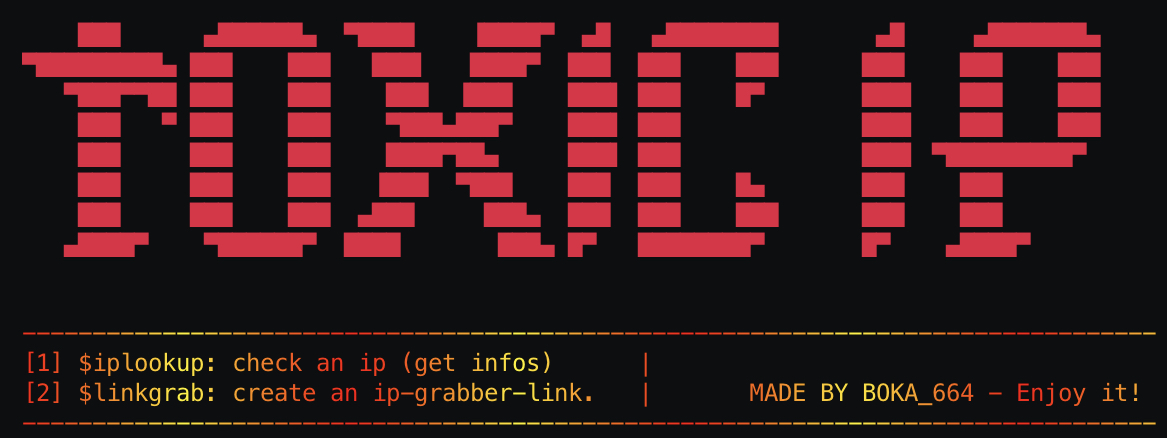 TOXIC IP
[1] $iplookup: check an ip (get infos) |
[2] $linkgrab: create an ip-grabber-link. | MADE BY BOKA_664 - Enjoy it!